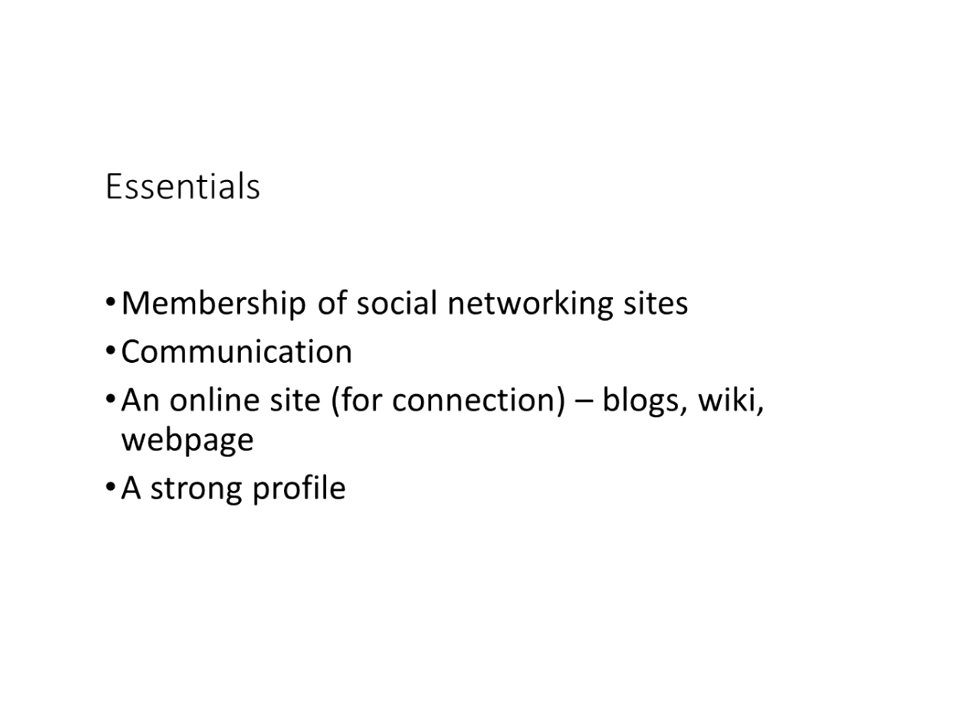 Essentials
•Membership of social networking sites
•Communication
•An online site (for connection) – blogs, wiki,
webpage
•A strong profile